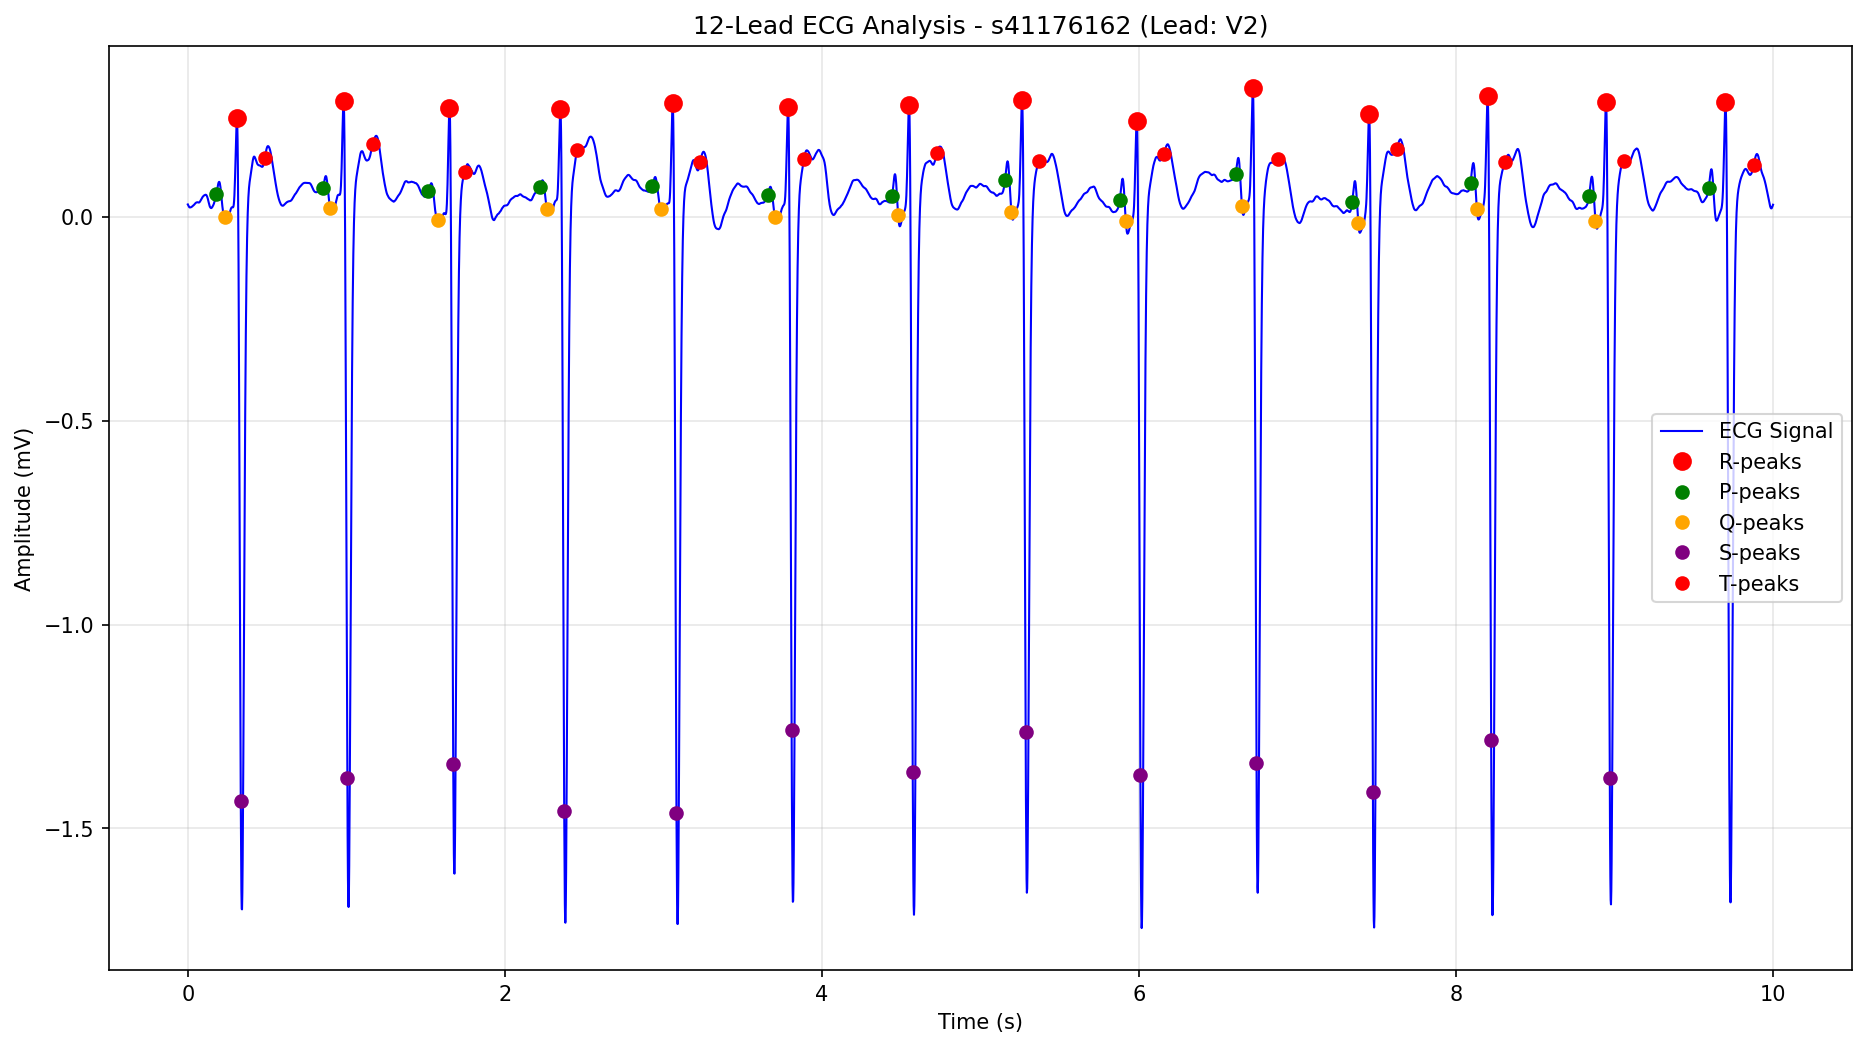 12-Lead ECG Analysis - s41176162 (Lead: V2)
0.0
−0.5
−1.0
−1.5
Amplitude (mV)
ECG Signal
R-peaks
P-peaks
Q-peaks
S-peaks
T-peaks
0
2
4
6
8
10
Time (s)